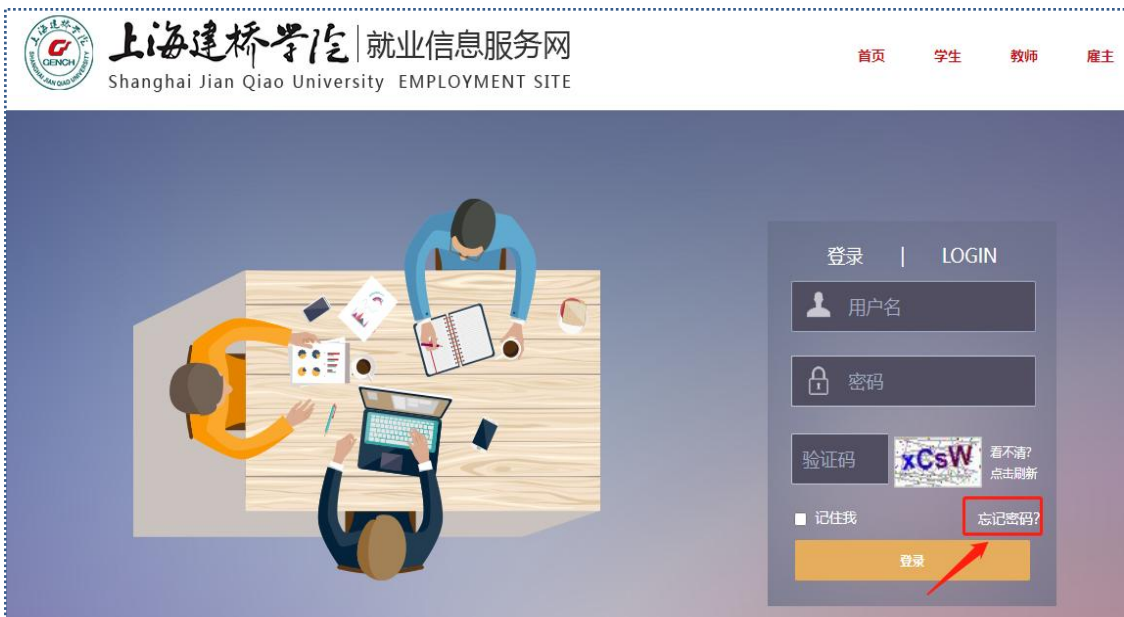 上海建桥学院 就业信息服务网
Shanghai Jian Qiao University EMPLOYMENT SITE
GENCH
首页 学生 教师 雇主
登录 | LOGIN
用户名
密码
验证码 xCsW 看不清?
点击刷新
记住我 忘记密码?
登录